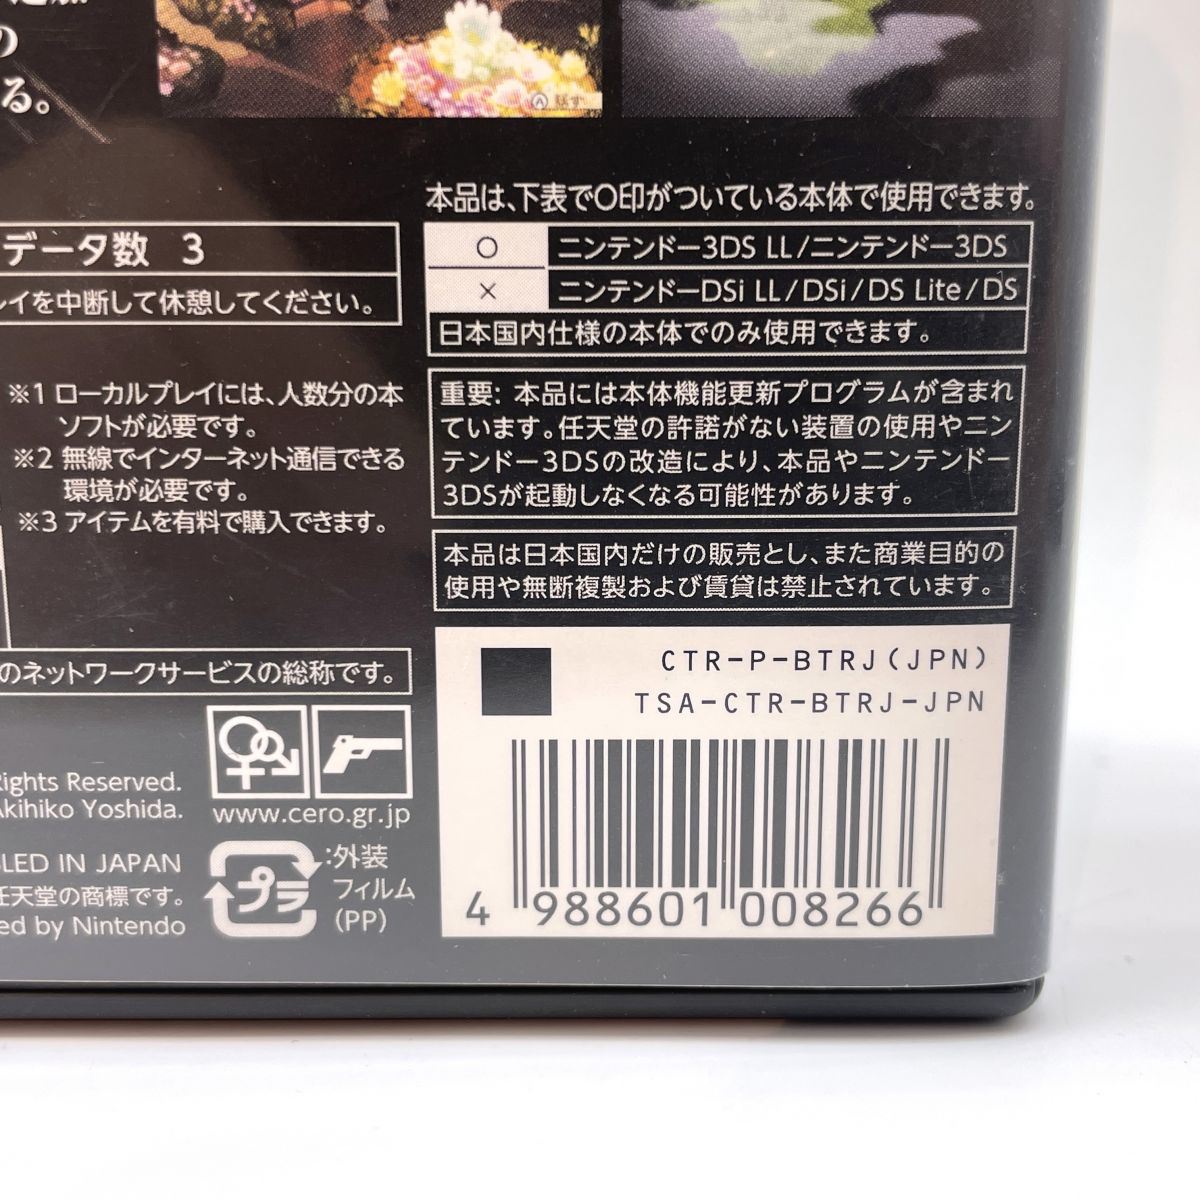 の
る。
Ⓐ 話す
本品は、下表で○印がついている本体で使用できます。
○ ニンテンドー3DS LL/ニンテンドー3DS
× ニンテンドーDSi LL/DSi/DS Lite/DS
日本国内仕様の本体でのみ使用できます。
データ数 3
レイを中断して休憩してください。
※1 ローカルプレイには、人数分の本
ソフトが必要です。
※2 無線でインターネット通信できる
環境が必要です。
※3 アイテムを有料で購入できます。
重要: 本品には本体機能更新プログラムが含まれ
ています。任天堂の許諾がない装置の使用やニン
テンドー3DSの改造により、本品やニンテンドー
3DSが起動しなくなる可能性があります。
本品は日本国内だけの販売とし、また商業目的の
使用や無断複製および賃貸は禁止されています。
のネットワークサービスの総称です。
CTR-P-BTRJ(JPN)
TSA-CTR-BTRJ-JPN
4 988601 008266
Rights Reserved.
Akihiko Yoshida.
www.cero.gr.jp
BLED IN JAPAN
任天堂の商標です。
ed by Nintendo
プラ
:外装
フィルム
(PP)